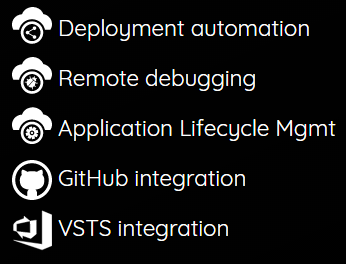 Deployment automation
Remote debugging
Application Lifecycle Mgmt
GitHub integration
VSTS integration